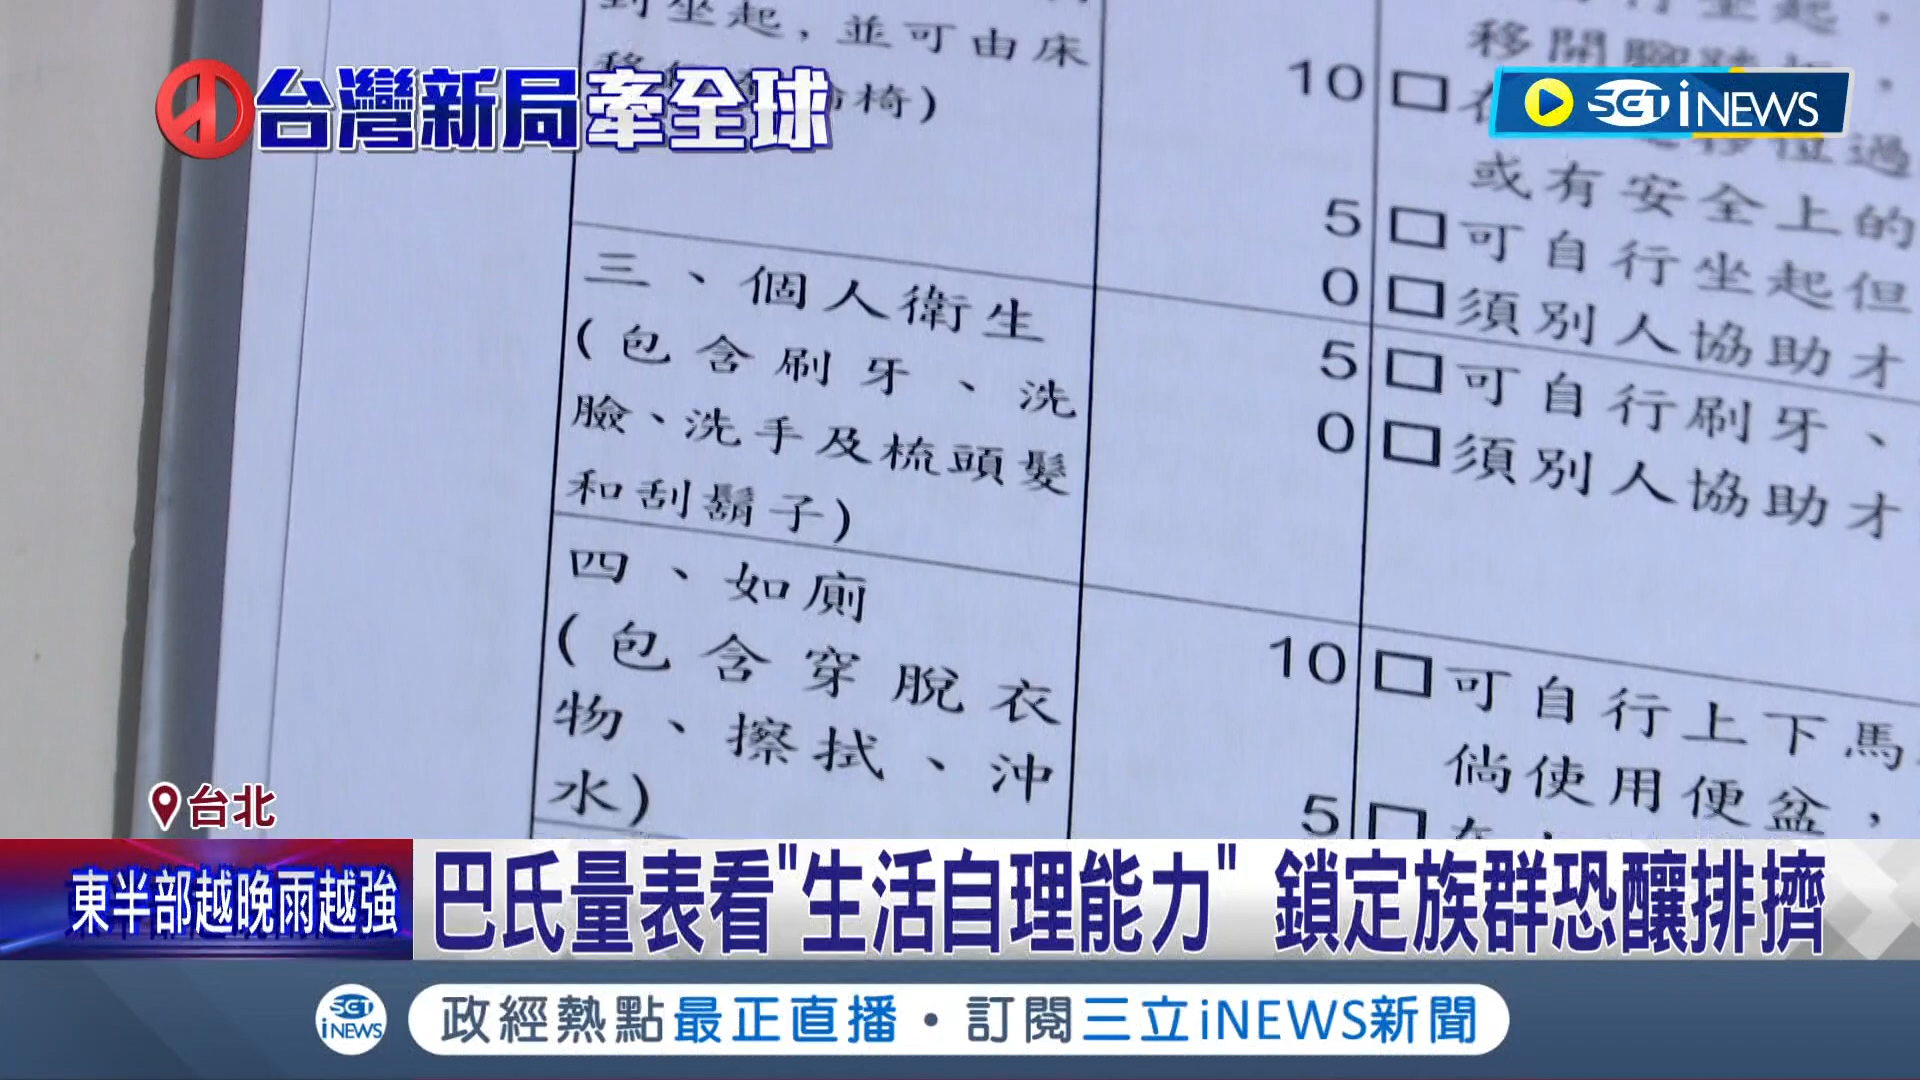 到坐起，並可由床
椅)
10
移開腳踏板，
台灣新局牽全球
SET iNEWS
或有安全上的
5 □可自行坐起但
0 □須別人協助才
三、個人衛生
(包含刷牙、洗
臉、洗手及梳頭髮
和刮鬍子)
5 □可自行刷牙、
0 □須別人協助才
四、如廁
(包含穿脫衣
物、擦拭、沖
水)
10 □可自行上下馬
倘使用便盆，
5
台北
東半部越晚雨越強
巴氏量表看"生活自理能力" 鎖定族群恐釀排擠
SET iNEWS
政經熱點最正直播・訂閱三立iNEWS新聞